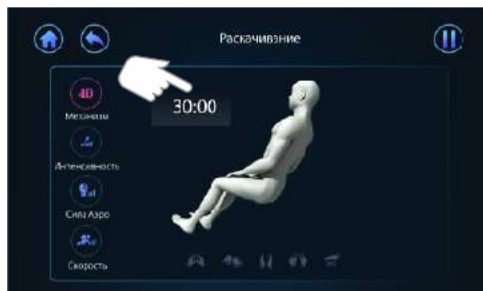 Раскачивание
30:00
4D
Механизм
Интенсивность
Сила Аэро
Скорость